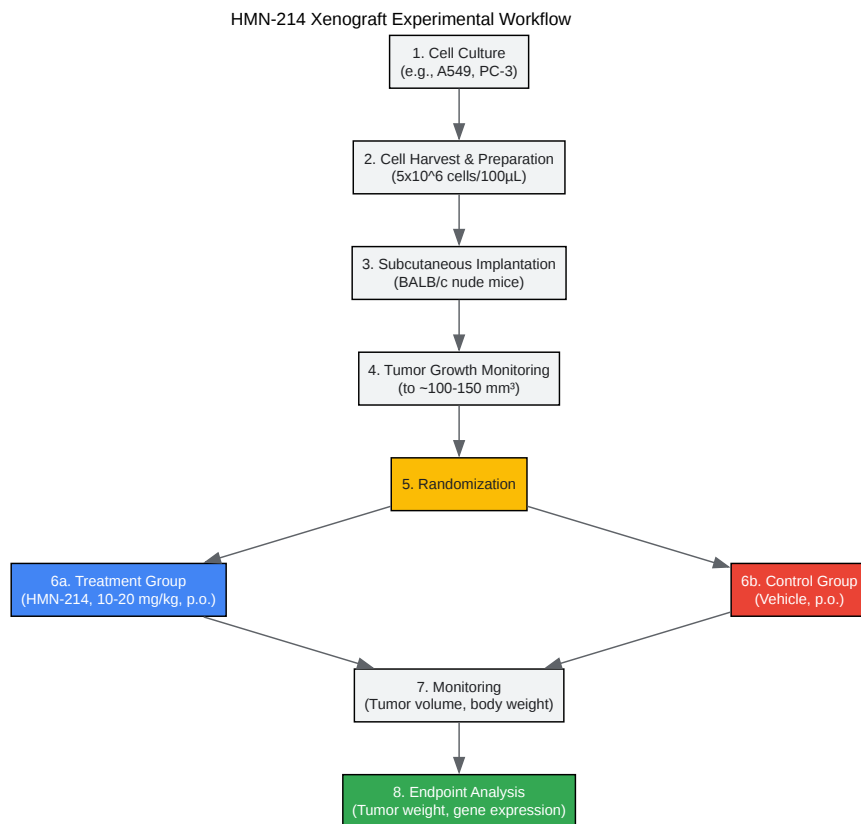 HMN-214 Xenograft Experimental Workflow
1. Cell Culture
(e.g., A549, PC-3)
2. Cell Harvest & Preparation
(5x10^6 cells/100µL)
3. Subcutaneous Implantation
(BALB/c nude mice)
4. Tumor Growth Monitoring
(to ~100-150 mm³)
5. Randomization
6a. Treatment Group
(HMN-214, 10-20 mg/kg, p.o.)
6b. Control Group
(Vehicle, p.o.)
7. Monitoring
(Tumor volume, body weight)
8. Endpoint Analysis
(Tumor weight, gene expression)